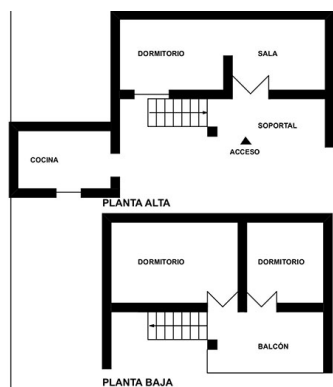 DORMITORIO SALA
SOPORTAL
ACCESO
COCINA
PLANTA ALTA
DORMITORIO DORMITORIO
BALCÓN
PLANTA BAJA